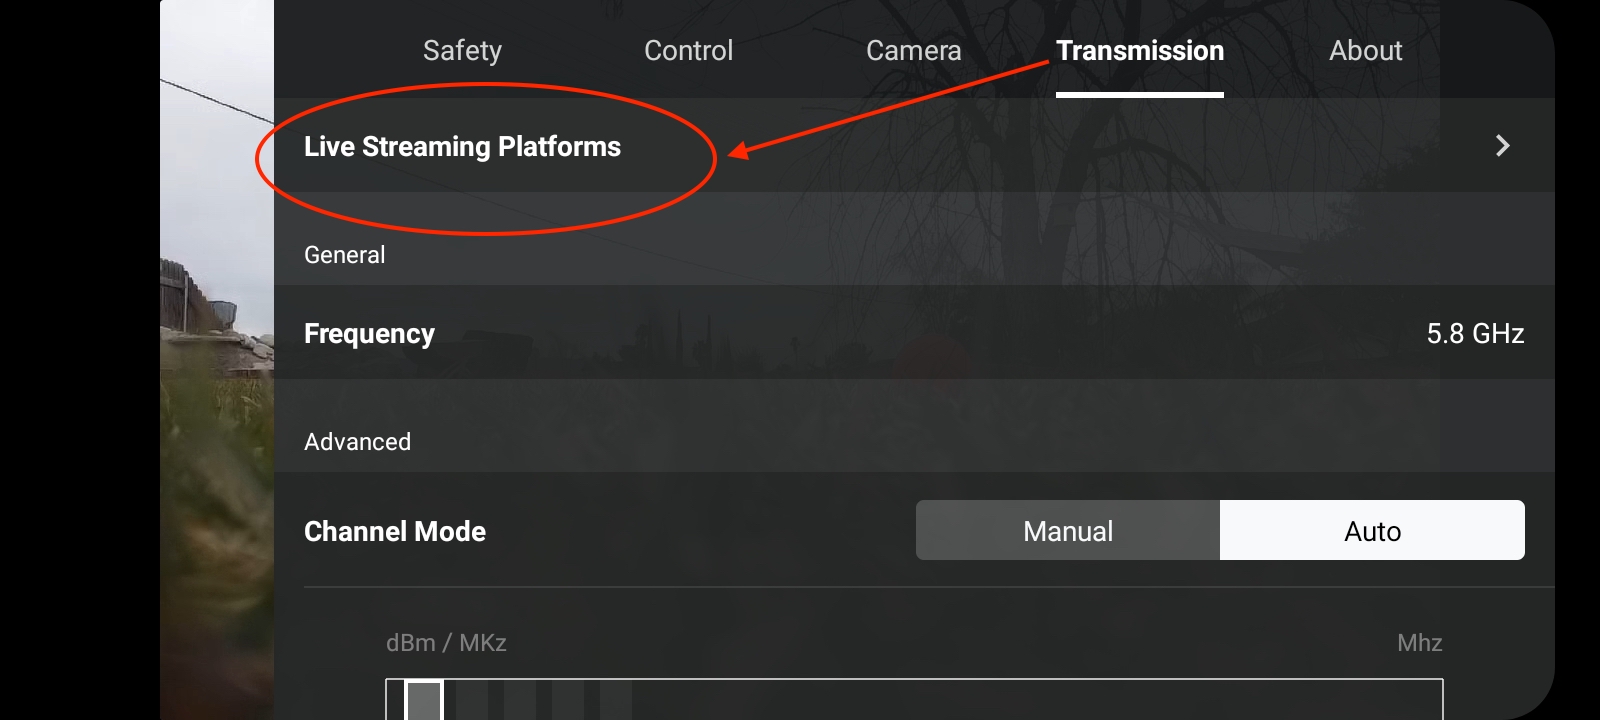 Safety Control Camera Transmission About
Live Streaming Platforms
General
Frequency 5.8 GHz
Advanced
Channel Mode Manual Auto
dBm / MKz Mhz